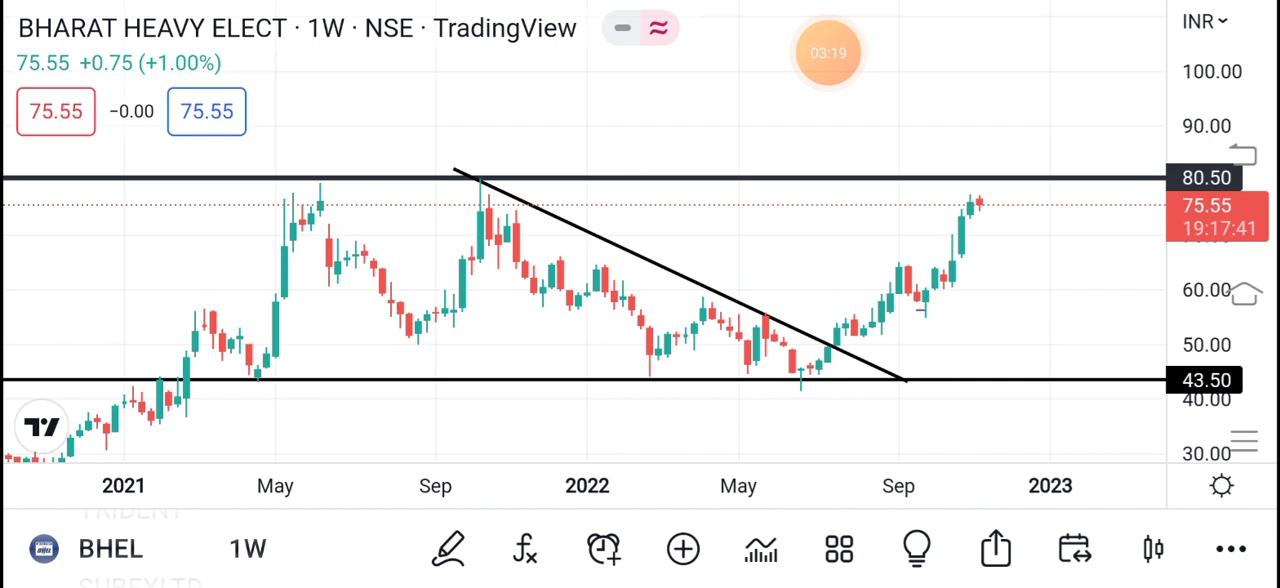 BHARAT HEAVY ELECT · 1W · NSE · TradingView
INR
03:19
75.55 +0.75 (+1.00%)
100.00
75.55 −0.00 75.55
90.00
80.50
75.55
19:17:41
60.00
50.00
43.50
40.00
30.00
2021 May Sep 2022 May Sep 2023
TRIDENT
BHEL 1W
SUBEXLTD